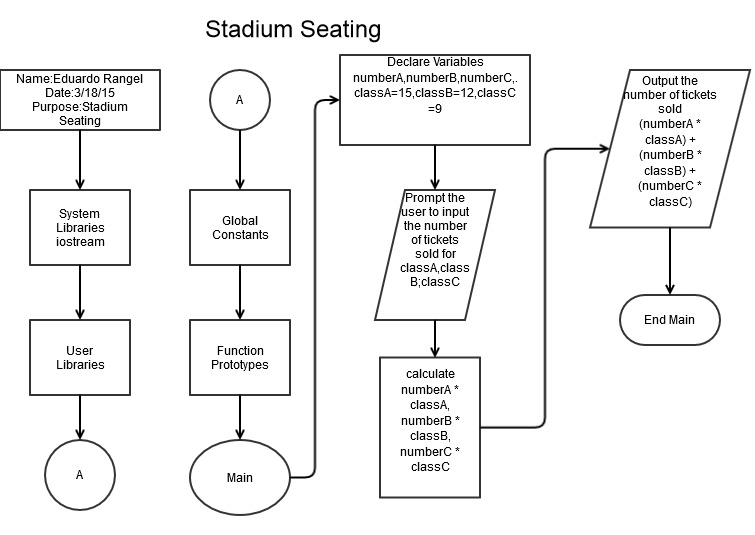 Stadium Seating
Name:Eduardo Rangel
Date:3/18/15
Purpose:Stadium
Seating
System
Libraries
iostream
User
Libraries
A
A
Global
Constants
Function
Prototypes
Main
Declare Variables
numberA,numberB,numberC,.
classA=15,classB=12,classC
=9
Prompt the
user to input
the number
of tickets
sold for
classA,class
B;classC
calculate
numberA *
classA,
numberB *
classB,
numberC *
classC
Output the
number of tickets
sold
(numberA *
classA) +
(numberB *
classB) +
(numberC *
classC)
End Main